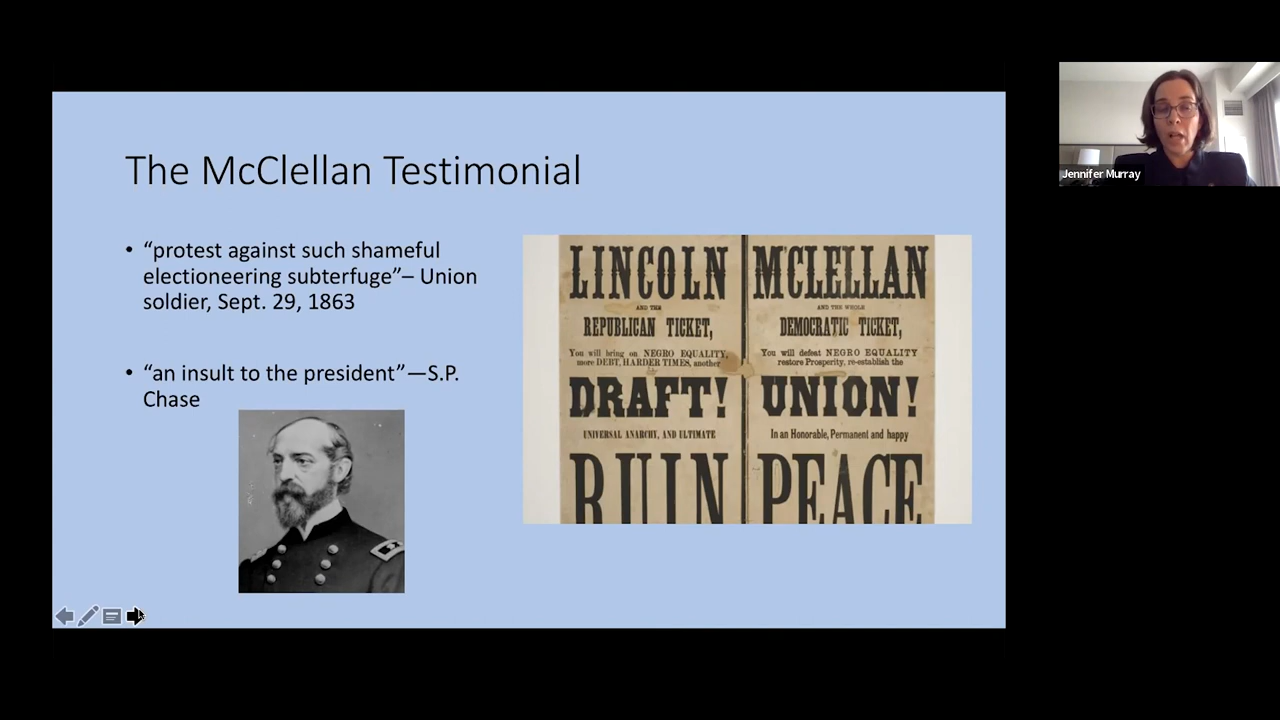 The McClellan Testimonial
• “protest against such shameful
electioneering subterfuge”– Union
soldier, Sept. 29, 1863
• “an insult to the president”—S.P.
Chase
LINCOLN
AND THE
REPUBLICAN TICKET,
You will bring on NEGRO EQUALITY,
more DEBT, HARDER TIMES, another
DRAFT!
UNIVERSAL ANARCHY, AND ULTIMATE
RUIN
MCLELLAN
AND THE WHOLE
DEMOCRATIC TICKET,
You will defeat NEGRO EQUALITY
restore Prosperity, re-establish the
UNION!
In an Honorable, Permanent and happy
PEACE
Jennifer Murray